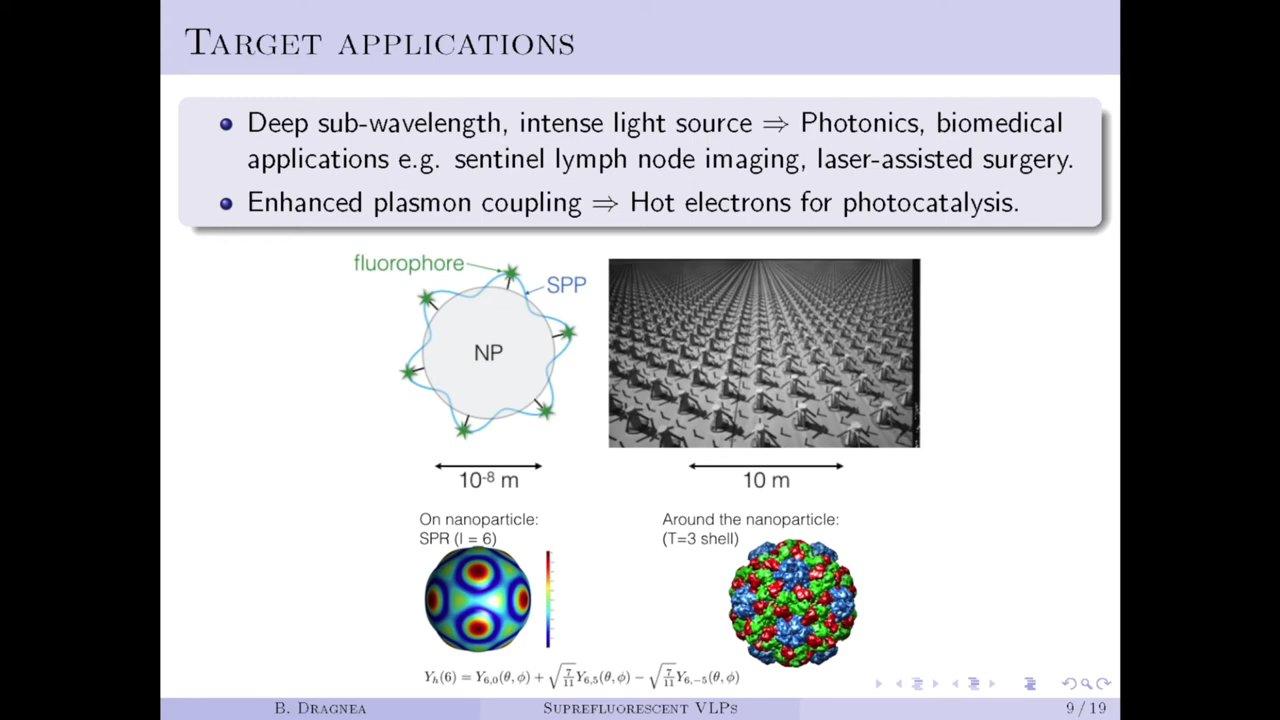 TARGET APPLICATIONS
Deep sub-wavelength, intense light source ⇒ Photonics, biomedical
applications e.g. sentinel lymph node imaging, laser-assisted surgery.
Enhanced plasmon coupling ⇒ Hot electrons for photocatalysis.
fluorophore
SPP
NP
10⁻⁸ m
10 m
On nanoparticle:
SPR (l = 6)
Around the nanoparticle:
(T=3 shell)
Yₕ(6) = Y₆,₀(θ, ϕ) + √(7/11) Y₆,₅(θ, ϕ) − √(7/11) Y₆,₋₅(θ, ϕ)
B. DRAGNEA
SUPREFLUORESCENT VLPS
9 / 19